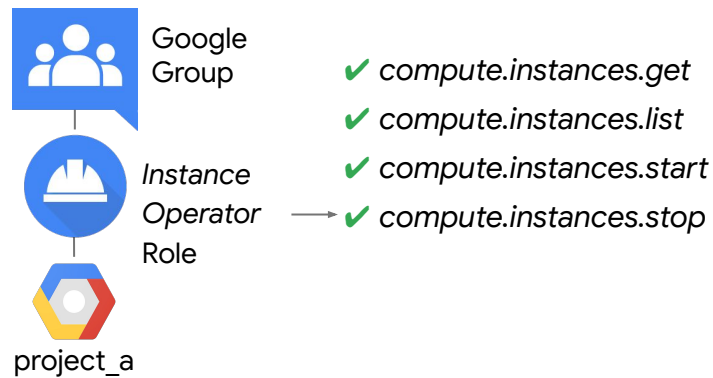 Google
Group
Instance
Operator
Role
project_a
✔ compute.instances.get
✔ compute.instances.list
✔ compute.instances.start
✔ compute.instances.stop